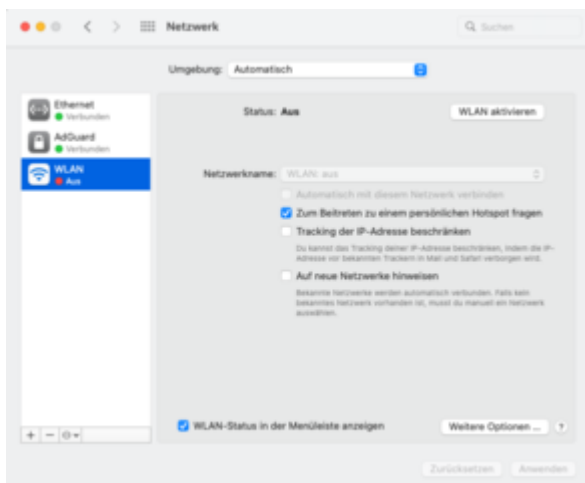 Netzwerk
Suchen
Umgebung: Automatisch
Ethernet
Verbunden
AdGuard
Verbunden
WLAN
Aus
Status: Aus
WLAN aktivieren
Netzwerkname: WLAN: aus
Automatisch mit diesem Netzwerk verbinden
Zum Beitreten zu einem persönlichen Hotspot fragen
Tracking der IP-Adresse beschränken
Du kannst das Tracking deiner IP-Adresse beschränken, indem die IP-
Adresse vor bekannten Trackern in Mail und Safari verborgen wird.
Auf neue Netzwerke hinweisen
Bekannte Netzwerke werden automatisch verbunden. Falls kein
bekanntes Netzwerk vorhanden ist, musst du manuell ein Netzwerk
auswählen.
WLAN-Status in der Menüleiste anzeigen
Weitere Optionen ... ?
Zurücksetzen Anwenden